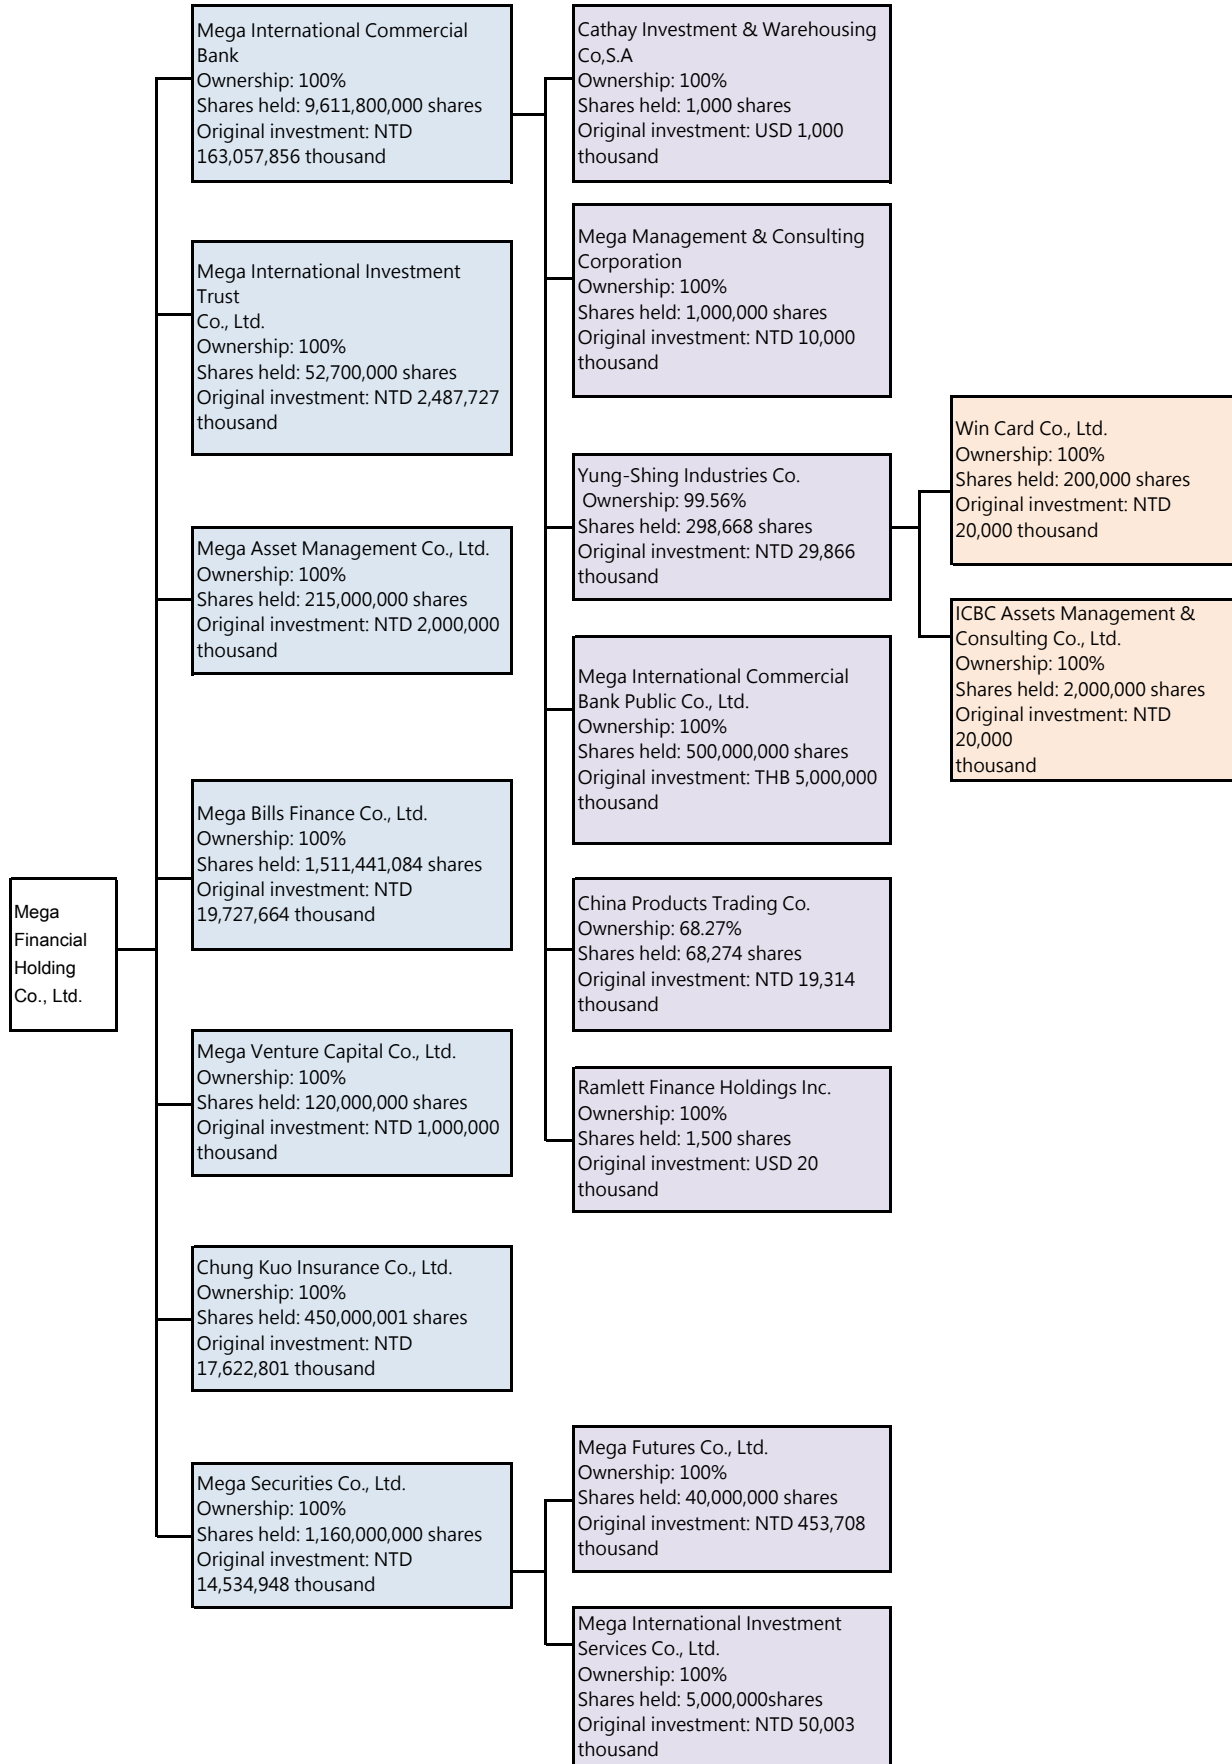 Mega International Commercial
Bank
Ownership: 100%
Shares held: 9,611,800,000 shares
Original investment: NTD
163,057,856 thousand
Mega International Investment
Trust
Co., Ltd.
Ownership: 100%
Shares held: 52,700,000 shares
Original investment: NTD 2,487,727
thousand
Mega Asset Management Co., Ltd.
Ownership: 100%
Shares held: 215,000,000 shares
Original investment: NTD 2,000,000
thousand
Mega Bills Finance Co., Ltd.
Ownership: 100%
Shares held: 1,511,441,084 shares
Original investment: NTD
19,727,664 thousand
Mega
Financial
Holding
Co., Ltd.
Mega Venture Capital Co., Ltd.
Ownership: 100%
Shares held: 120,000,000 shares
Original investment: NTD 1,000,000
thousand
Chung Kuo Insurance Co., Ltd.
Ownership: 100%
Shares held: 450,000,001 shares
Original investment: NTD
17,622,801 thousand
Mega Securities Co., Ltd.
Ownership: 100%
Shares held: 1,160,000,000 shares
Original investment: NTD
14,534,948 thousand
Cathay Investment & Warehousing
Co,S.A
Ownership: 100%
Shares held: 1,000 shares
Original investment: USD 1,000
thousand
Mega Management & Consulting
Corporation
Ownership: 100%
Shares held: 1,000,000 shares
Original investment: NTD 10,000
thousand
Yung-Shing Industries Co.
Ownership: 99.56%
Shares held: 298,668 shares
Original investment: NTD 29,866
thousand
Mega International Commercial
Bank Public Co., Ltd.
Ownership: 100%
Shares held: 500,000,000 shares
Original investment: THB 5,000,000
thousand
China Products Trading Co.
Ownership: 68.27%
Shares held: 68,274 shares
Original investment: NTD 19,314
thousand
Ramlett Finance Holdings Inc.
Ownership: 100%
Shares held: 1,500 shares
Original investment: USD 20
thousand
Mega Futures Co., Ltd.
Ownership: 100%
Shares held: 40,000,000 shares
Original investment: NTD 453,708
thousand
Mega International Investment
Services Co., Ltd.
Ownership: 100%
Shares held: 5,000,000shares
Original investment: NTD 50,003
thousand
Win Card Co., Ltd.
Ownership: 100%
Shares held: 200,000 shares
Original investment: NTD
20,000 thousand
ICBC Assets Management &
Consulting Co., Ltd.
Ownership: 100%
Shares held: 2,000,000 shares
Original investment: NTD
20,000
thousand